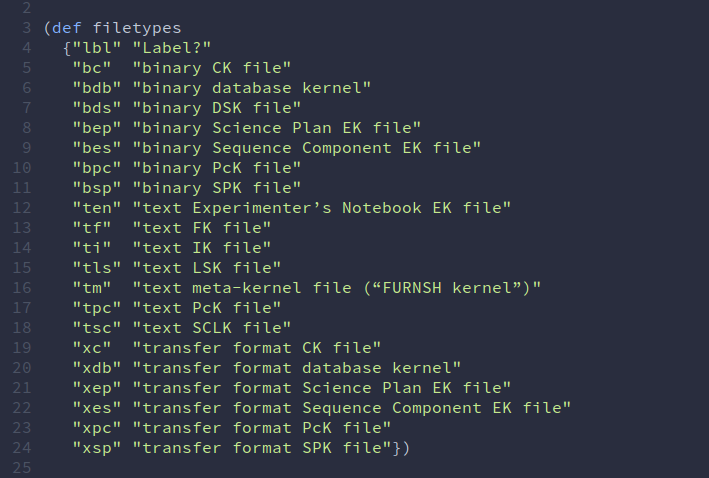 2
3 (def filetypes
4   {"lbl" "Label?"
5    "bc"  "binary CK file"
6    "bdb" "binary database kernel"
7    "bds" "binary DSK file"
8    "bep" "binary Science Plan EK file"
9    "bes" "binary Sequence Component EK file"
10    "bpc" "binary PcK file"
11    "bsp" "binary SPK file"
12    "ten" "text Experimenter’s Notebook EK file"
13    "tf"  "text FK file"
14    "ti"  "text IK file"
15    "tls" "text LSK file"
16    "tm"  "text meta-kernel file (“FURNSH kernel”)"
17    "tpc" "text PcK file"
18    "tsc" "text SCLK file"
19    "xc"  "transfer format CK file"
20    "xdb" "transfer format database kernel"
21    "xep" "transfer format Science Plan EK file"
22    "xes" "transfer format Sequence Component EK file"
23    "xpc" "transfer format PcK file"
24    "xsp" "transfer format SPK file"})
25